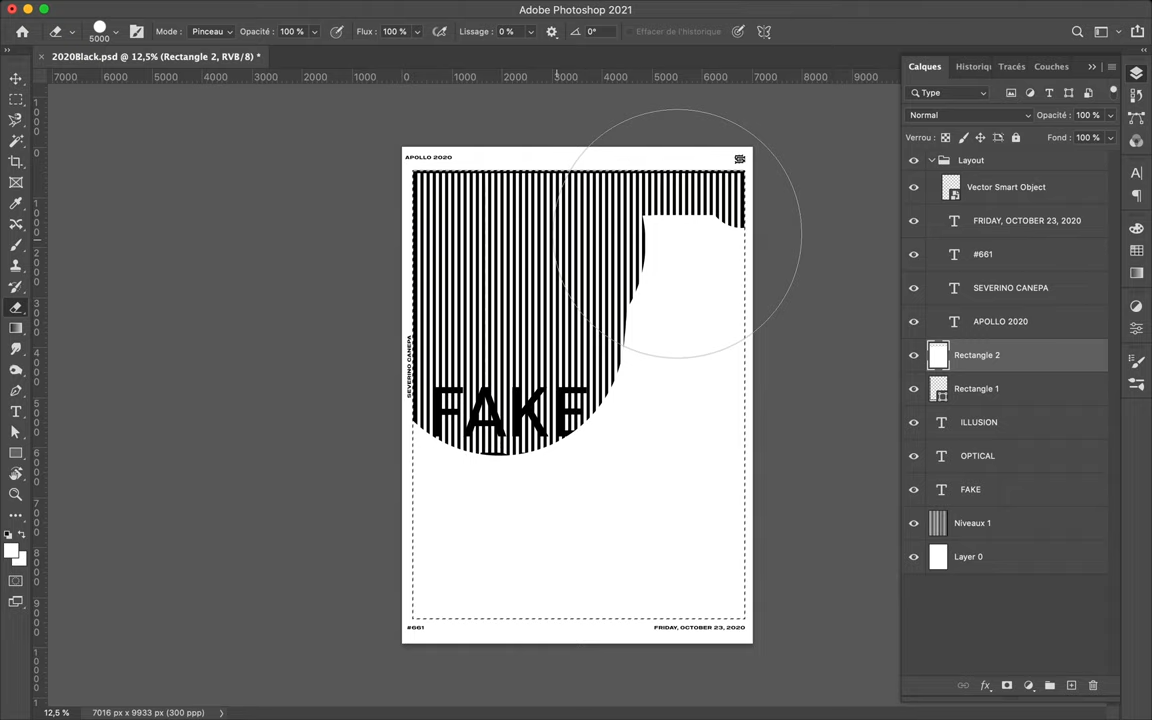 Adobe Photoshop 2021
5000
Mode : Pinceau
Opacité : 100 %
Flux : 100 %
Lissage : 0 %
0°
Effacer de l'historique
2020Black.psd @ 12,5% (Rectangle 2, RVB/8) *
7000 6000 5000 4000 3000 2000 1000 0 1000 2000 3000 4000 5000 6000 7000 8000 9000
Calques Historiqu Tracés Couches
Type
Normal Opacité : 100 %
Verrou : Fond : 100 %
Layout
Vector Smart Object
FRIDAY, OCTOBER 23, 2020
#661
SEVERINO CANEPA
APOLLO 2020
Rectangle 2
Rectangle 1
ILLUSION
OPTICAL
FAKE
Niveaux 1
Layer 0
APOLLO 2020
SEVERINO CANEPA
FAKE
#661
FRIDAY, OCTOBER 23, 2020
12,5 % 7016 px x 9933 px (300 ppp)